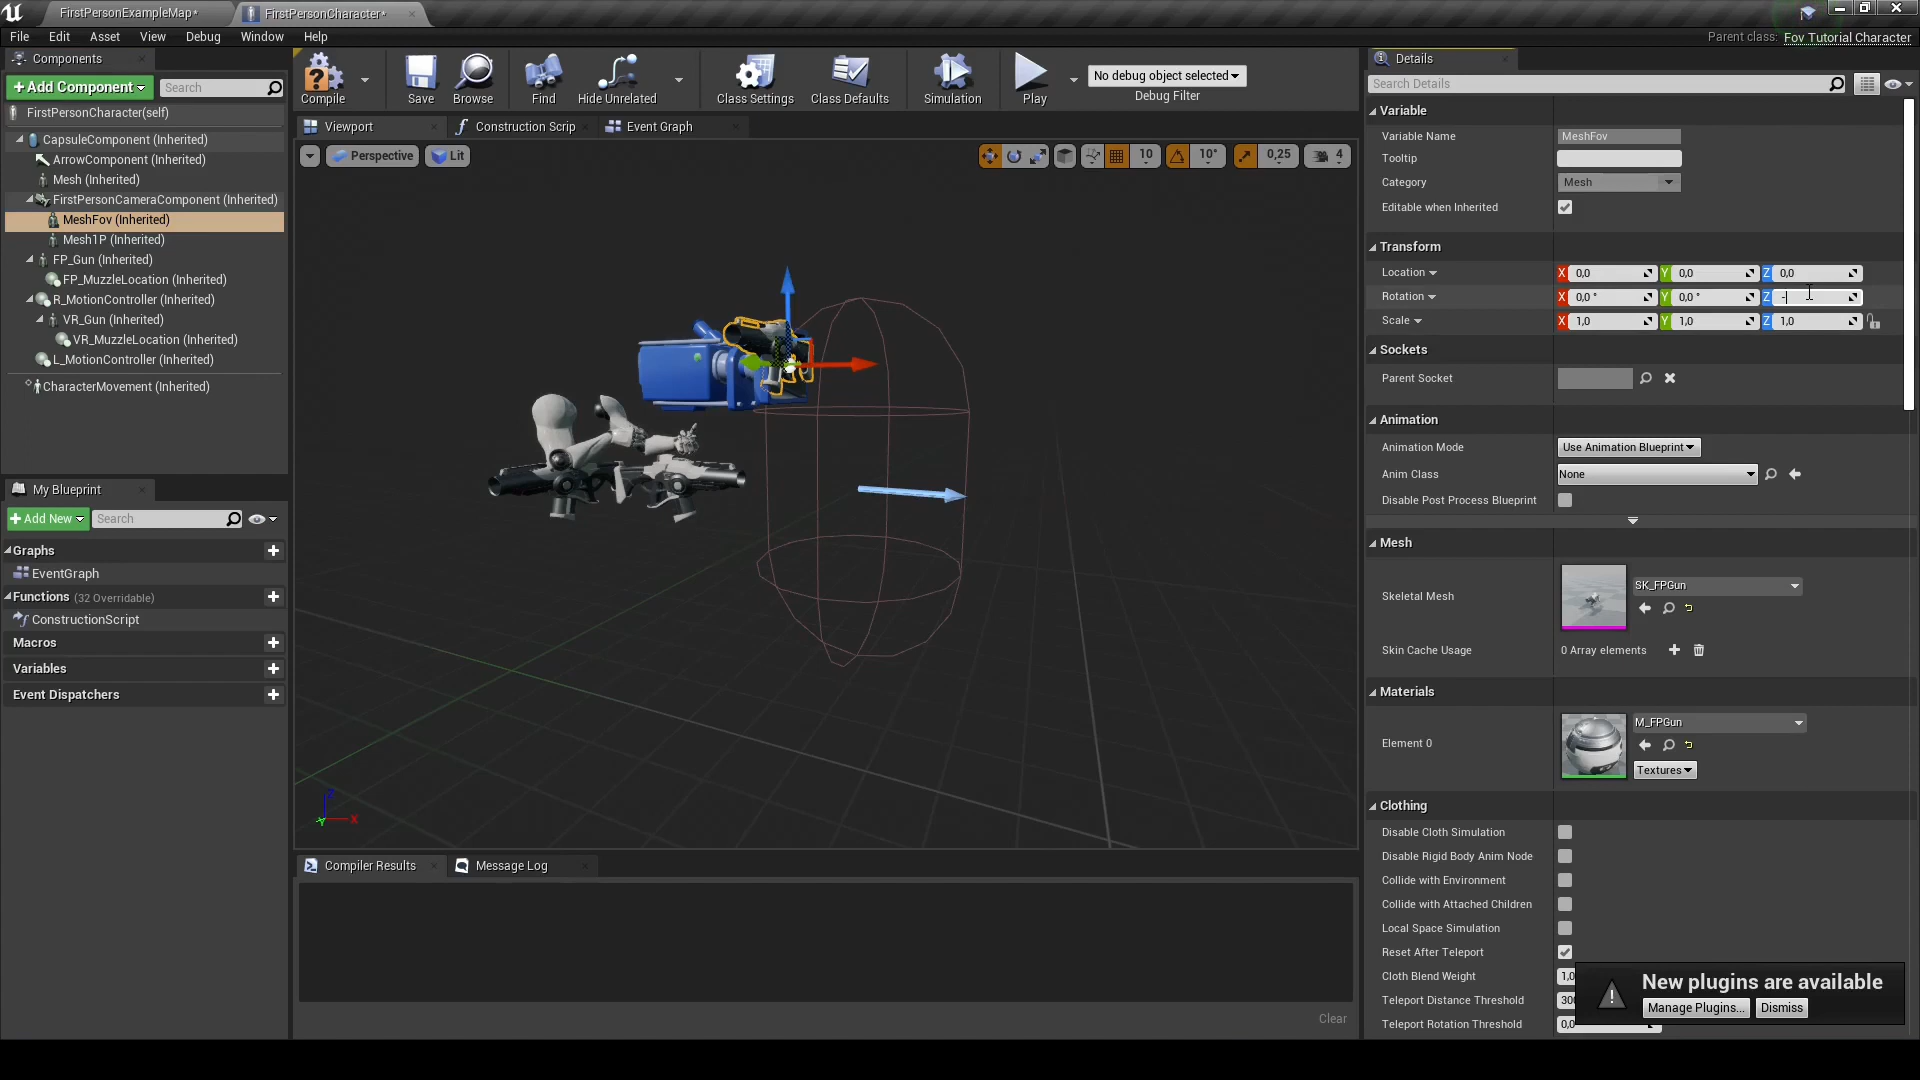 FirstPersonExampleMap*
FirstPersonCharacter*
File Edit Asset View Debug Window Help
Parent class: Fov Tutorial Character
Components
+ Add Component
Search
FirstPersonCharacter(self)
CapsuleComponent (Inherited)
ArrowComponent (Inherited)
Mesh (Inherited)
FirstPersonCameraComponent (Inherited)
MeshFov (Inherited)
Mesh1P (Inherited)
FP_Gun (Inherited)
FP_MuzzleLocation (Inherited)
R_MotionController (Inherited)
VR_Gun (Inherited)
VR_MuzzleLocation (Inherited)
L_MotionController (Inherited)
CharacterMovement (Inherited)
My Blueprint
+ Add New
Search
Graphs
EventGraph
Functions (32 Overridable)
ConstructionScript
Macros
Variables
Event Dispatchers
Compile
Save
Browse
Find
Hide Unrelated
Class Settings
Class Defaults
Simulation
Play
No debug object selected
Debug Filter
Viewport
Construction Scrip
Event Graph
Perspective
Lit
10
10°
0,25
4
Z
X
Y
Compiler Results
Message Log
Clear
Details
Search Details
Variable
Variable Name MeshFov
Tooltip
Category Mesh
Editable when Inherited
Transform
Location X 0,0 Y 0,0 Z 0,0
Rotation X 0,0 ° Y 0,0 ° Z -
Scale X 1,0 Y 1,0 Z 1,0
Sockets
Parent Socket
Animation
Animation Mode Use Animation Blueprint
Anim Class None
Disable Post Process Blueprint
Mesh
Skeletal Mesh SK_FPGun
Skin Cache Usage 0 Array elements
Materials
Element 0 M_FPGun
Textures
Clothing
Disable Cloth Simulation
Disable Rigid Body Anim Node
Collide with Environment
Collide with Attached Children
Local Space Simulation
Reset After Teleport
Cloth Blend Weight 1,0
Teleport Distance Threshold 300
Teleport Rotation Threshold 0,0
New plugins are available
Manage Plugins...
Dismiss